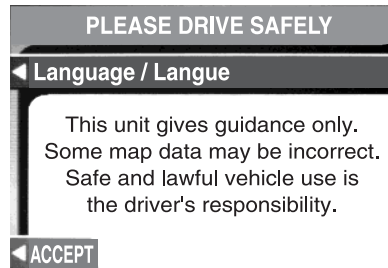 PLEASE DRIVE SAFELY
Language / Langue
This unit gives guidance only.
Some map data may be incorrect.
Safe and lawful vehicle use is
the driver's responsibility.
ACCEPT